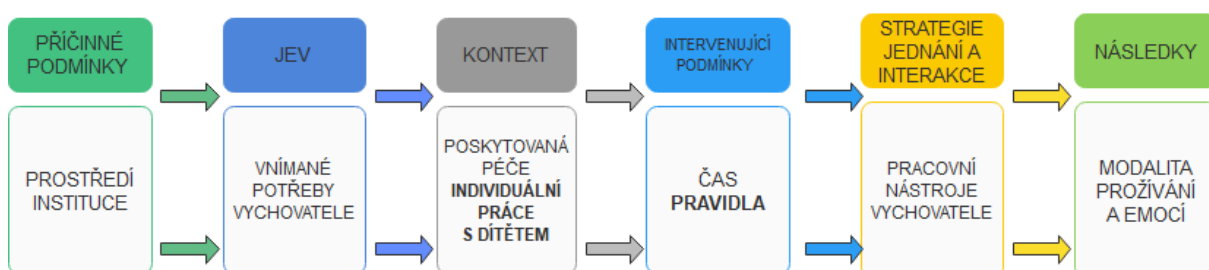 PŘÍČINNÉ
PODMÍNKY
JEV
KONTEXT
INTERVENUJÍCÍ
PODMÍNKY
STRATEGIE
JEDNÁNÍ A
INTERAKCE
NÁSLEDKY
PROSTŘEDÍ
INSTITUCE
VNÍMANÉ
POTŘEBY
VYCHOVATELE
POSKYTOVANÁ
PÉČE
INDIVIDUÁLNÍ
PRÁCE
S DÍTĚTEM
ČAS
PRAVIDLA
PRACOVNÍ
NÁSTROJE
VYCHOVATELE
MODALITA
PROŽÍVÁNÍ
A EMOCÍ